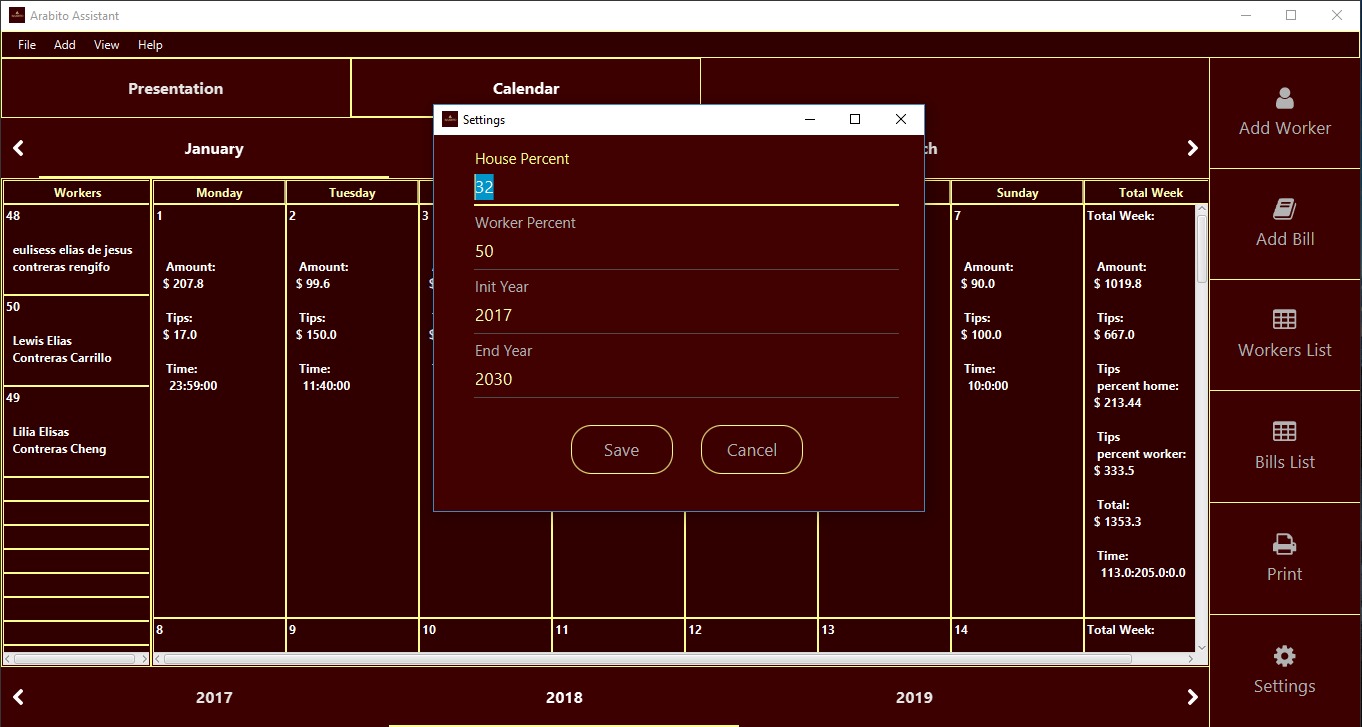 Arabito Assistant
File Add View Help
Presentation
Calendar
January
ch
Settings
House Percent
32
Worker Percent
50
Init Year
2017
End Year
2030
Save
Cancel
Workers
Monday
Tuesday
Sunday
Total Week
48
eulisess elias de jesus
contreras rengifo
50
Lewis Elias
Contreras Carrillo
49
Lilia Elisas
Contreras Cheng
1
Amount:
$ 207.8
Tips:
$ 17.0
Time:
23:59:00
2
Amount:
$ 99.6
Tips:
$ 150.0
Time:
11:40:00
3
7
Amount:
$ 90.0
Tips:
$ 100.0
Time:
10:0:00
Total Week:
Amount:
$ 1019.8
Tips:
$ 667.0
Tips
percent home:
$ 213.44
Tips
percent worker:
$ 333.5
Total:
$ 1353.3
Time:
113.0:205.0:0.0
8
9
10
11
12
13
14
Total Week:
2017
2018
2019
Add Worker
Add Bill
Workers List
Bills List
Print
Settings